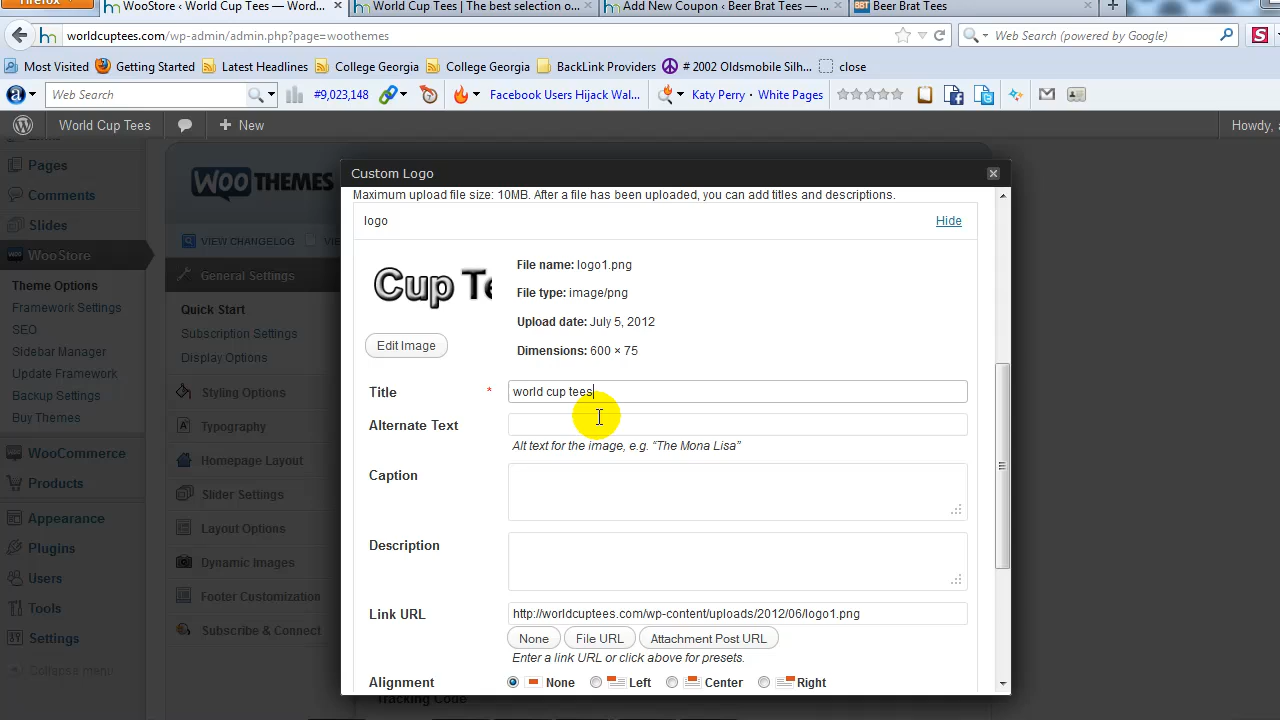 Firefox
WooStore ‹ World Cup Tees — Word...
World Cup Tees | The best selection o...
Add New Coupon ‹ Beer Brat Tees — ...
BBT Beer Brat Tees
worldcuptees.com/wp-admin/admin.php?page=woothemes
Web Search (powered by Google)
Most Visited
Getting Started
Latest Headlines
College Georgia
College Georgia
BackLink Providers
# 2002 Oldsmobile Silh...
close
Web Search
#9,023,148
Facebook Users Hijack Wal...
Katy Perry · White Pages
World Cup Tees
New
Howdy,
Pages
Comments
Slides
WooStore
Theme Options
Framework Settings
SEO
Sidebar Manager
Update Framework
Backup Settings
Buy Themes
WooCommerce
Products
Appearance
Plugins
Users
Tools
Settings
Collapse menu
WOO THEMES
VIEW CHANGELOG
General Settings
Quick Start
Subscription Settings
Display Options
Styling Options
Typography
Homepage Layout
Slider Settings
Layout Options
Dynamic Images
Footer Customization
Subscribe & Connect
Custom Logo
Maximum upload file size: 10MB. After a file has been uploaded, you can add titles and descriptions.
logo
Hide
Cup Te
File name: logo1.png
File type: image/png
Upload date: July 5, 2012
Dimensions: 600 × 75
Edit Image
Title * world cup tees
Alternate Text
Alt text for the image, e.g. “The Mona Lisa”
Caption
Description
Link URL http://worldcuptees.com/wp-content/uploads/2012/06/logo1.png
None File URL Attachment Post URL
Enter a link URL or click above for presets.
Alignment None Left Center Right
Tracking Code